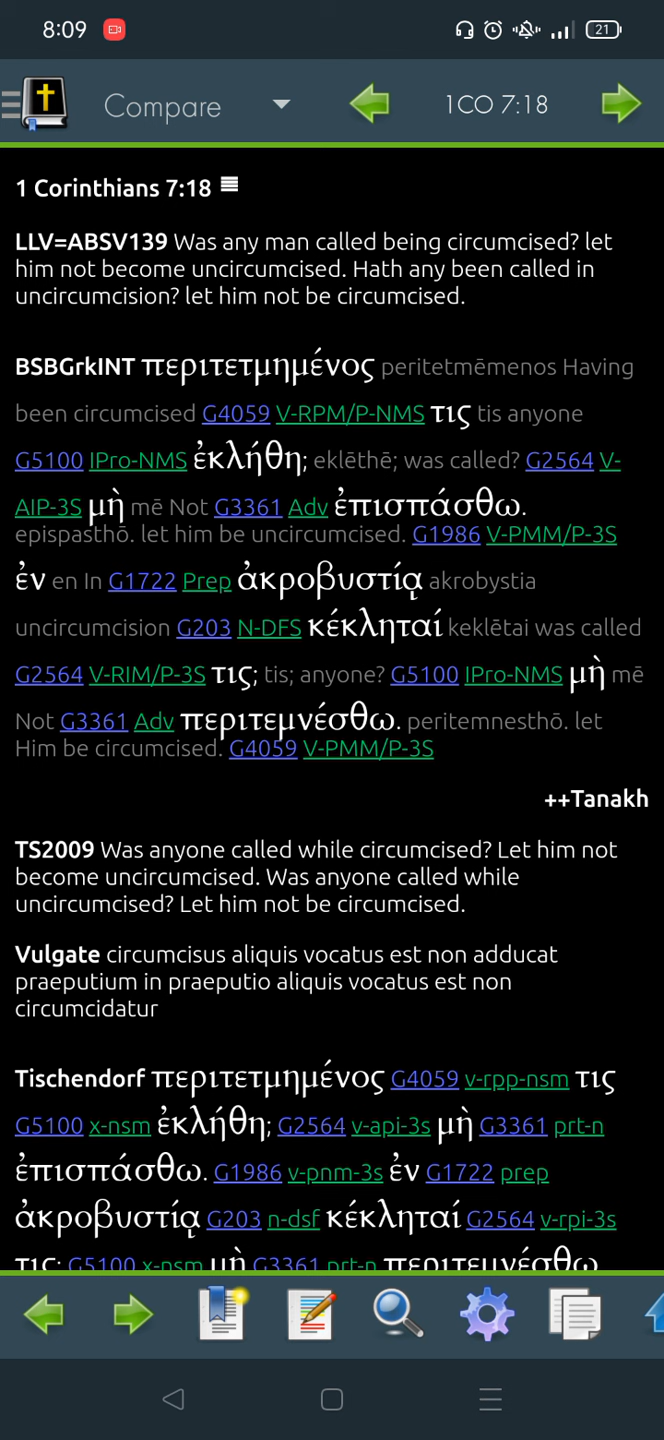 8:09 21
Compare 1CO 7:18
1 Corinthians 7:18
LLV=ABSV139 Was any man called being circumcised? let
him not become uncircumcised. Hath any been called in
uncircumcision? let him not be circumcised.
BSBGrkINT περιτετμημένος peritetmēmenos Having
been circumcised G4059 V-RPM/P-NMS τις tis anyone
G5100 IPro-NMS ἐκλήθη; eklēthē; was called? G2564 V-
AIP-3S μὴ mē Not G3361 Adv ἐπισπάσθω.
epispasthō. let him be uncircumcised. G1986 V-PMM/P-3S
ἐν en In G1722 Prep ἀκροβυστίᾳ akrobystia
uncircumcision G203 N-DFS κέκληταί keklētai was called
G2564 V-RIM/P-3S τις; tis; anyone? G5100 IPro-NMS μὴ mē
Not G3361 Adv περιτεμνέσθω. peritemnesthō. let
Him be circumcised. G4059 V-PMM/P-3S
++Tanakh
TS2009 Was anyone called while circumcised? Let him not
become uncircumcised. Was anyone called while
uncircumcised? Let him not be circumcised.
Vulgate circumcisus aliquis vocatus est non adducat
praeputium in praeputio aliquis vocatus est non
circumcidatur
Tischendorf περιτετμημένος G4059 v-rpp-nsm τις
G5100 x-nsm ἐκλήθη; G2564 v-api-3s μὴ G3361 prt-n
ἐπισπάσθω. G1986 v-pnm-3s ἐν G1722 prep
ἀκροβυστίᾳ G203 n-dsf κέκληταί G2564 v-rpi-3s
τις; G5100 x-nsm μὴ G3361 prt-n περιτεμνέσθω